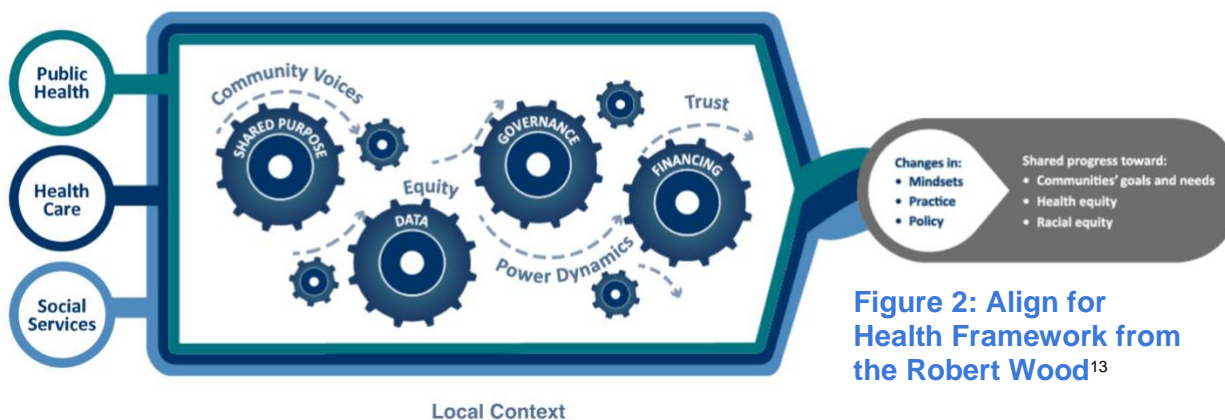 Public
Health
Health
Care
Social
Services
Community Voices
SHARED PURPOSE
Equity
DATA
GOVERNANCE
Power Dynamics
Trust
FINANCING
Changes in:
• Mindsets
• Practice
• Policy
Shared progress toward:
• Communities' goals and needs
• Health equity
• Racial equity
Figure 2: Align for
Health Framework from
the Robert Wood¹³
Local Context